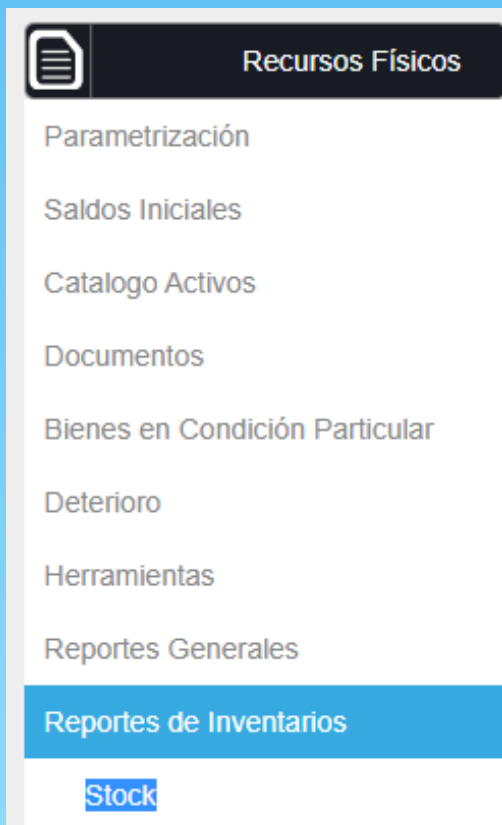 Recursos Físicos
Parametrización
Saldos Iniciales
Catalogo Activos
Documentos
Bienes en Condición Particular
Deterioro
Herramientas
Reportes Generales
Reportes de Inventarios
Stock